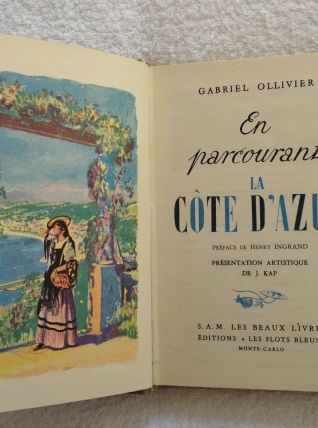 GABRIEL OLLIVIER
En
parcourant
LA
CÔTE D'AZU
PRÉFACE DE HENRY INGRAND
PRÉSENTATION ARTISTIQUE
DE J. KAP
S.A.M. LES BEAUX LIVRE
ÉDITIONS « LES FLOTS BLEUS
MONTE-CARLO